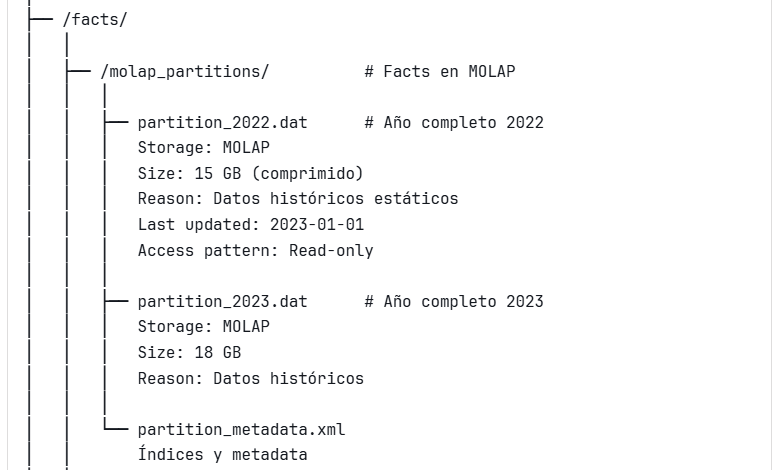 ├── /facts/
│   │
│   ├── /molap_partitions/          # Facts en MOLAP
│   │   │
│   │   ├── partition_2022.dat      # Año completo 2022
│   │   │   Storage: MOLAP
│   │   │   Size: 15 GB (comprimido)
│   │   │   Reason: Datos históricos estáticos
│   │   │   Last updated: 2023-01-01
│   │   │   Access pattern: Read-only
│   │   │
│   │   ├── partition_2023.dat      # Año completo 2023
│   │   │   Storage: MOLAP
│   │   │   Size: 18 GB
│   │   │   Reason: Datos históricos
│   │   │
│   │   └── partition_metadata.xml
│   │       Índices y metadata